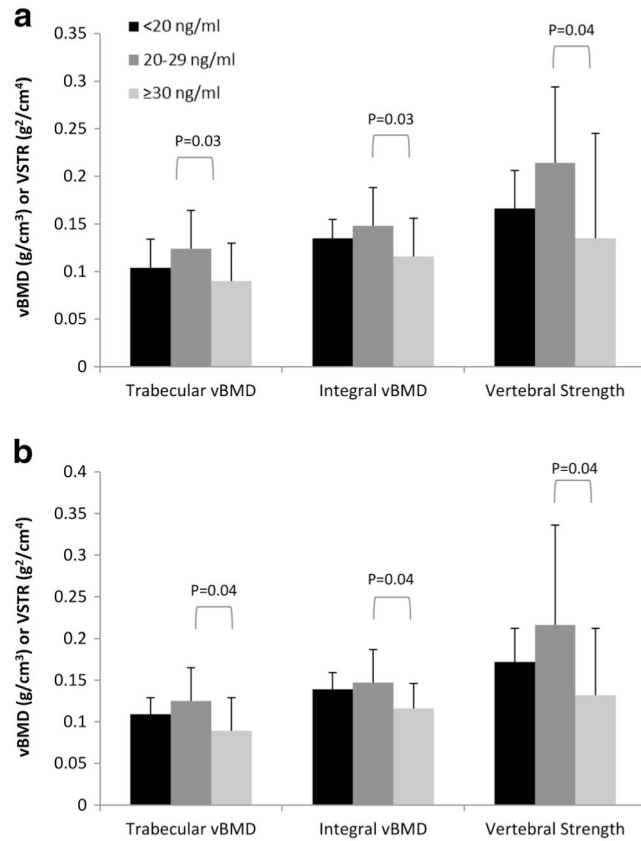 a
<20 ng/ml
20-29 ng/ml
≥30 ng/ml
P=0.03
P=0.03
P=0.04
vBMD (g/cm³) or VSTR (g²/cm⁴)
0.35
0.3
0.25
0.2
0.15
0.1
0.05
0
Trabecular vBMD
Integral vBMD
Vertebral Strength
b
P=0.04
P=0.04
P=0.04
vBMD (g/cm³) or VSTR (g²/cm⁴)
0.4
0.35
0.3
0.25
0.2
0.15
0.1
0.05
0
Trabecular vBMD
Integral vBMD
Vertebral Strength